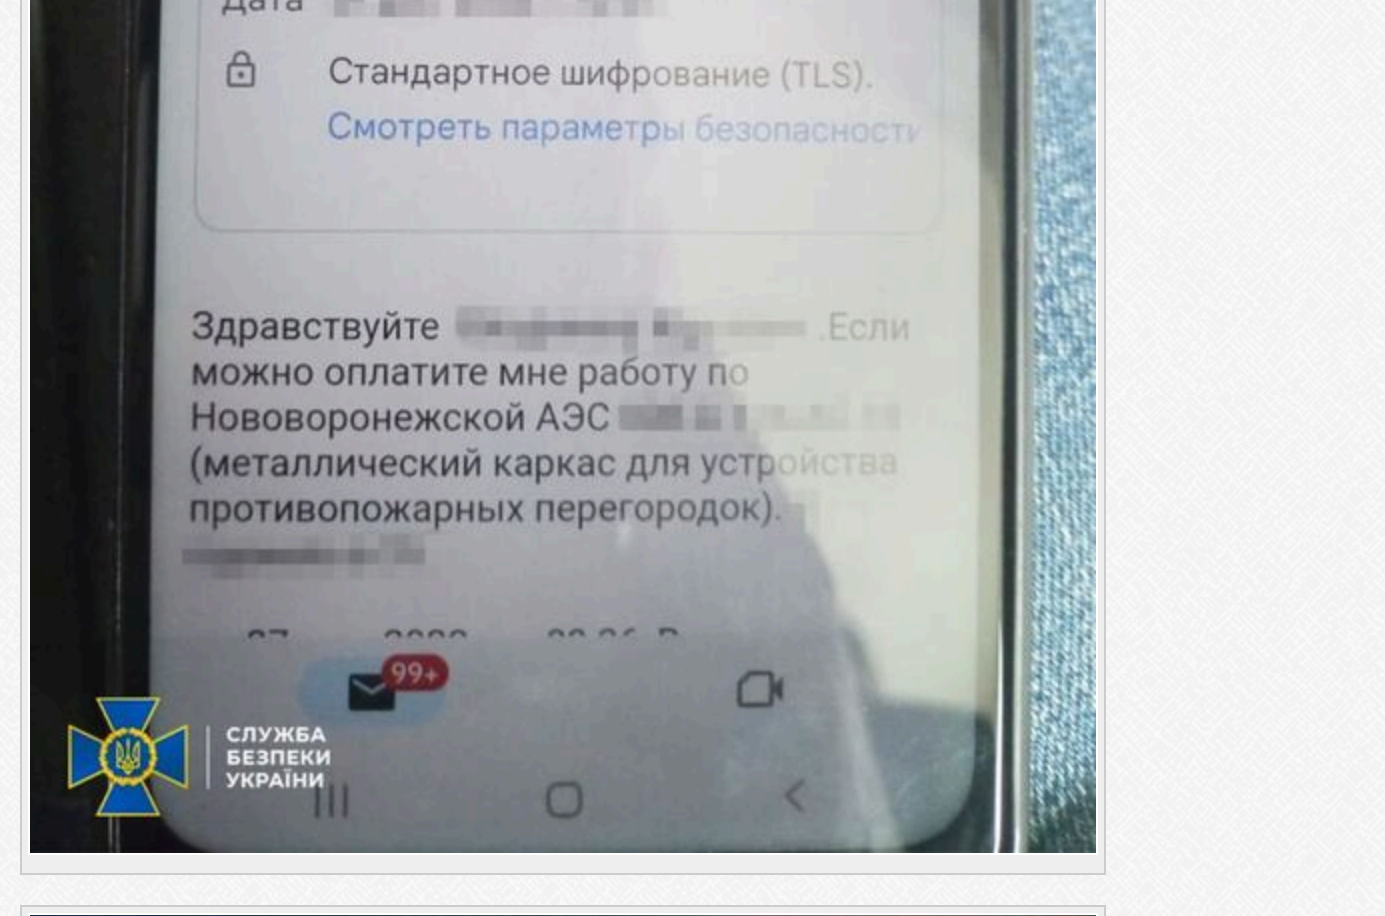 Дата
Стандартное шифрование (TLS).
Смотреть параметры безопасности
Здравствуйте .Если
можно оплатите мне работу по
Нововоронежской АЭС
(металлический каркас для устройства
противопожарных перегородок).
99+
СЛУЖБА
БЕЗПЕКИ
УКРАЇНИ